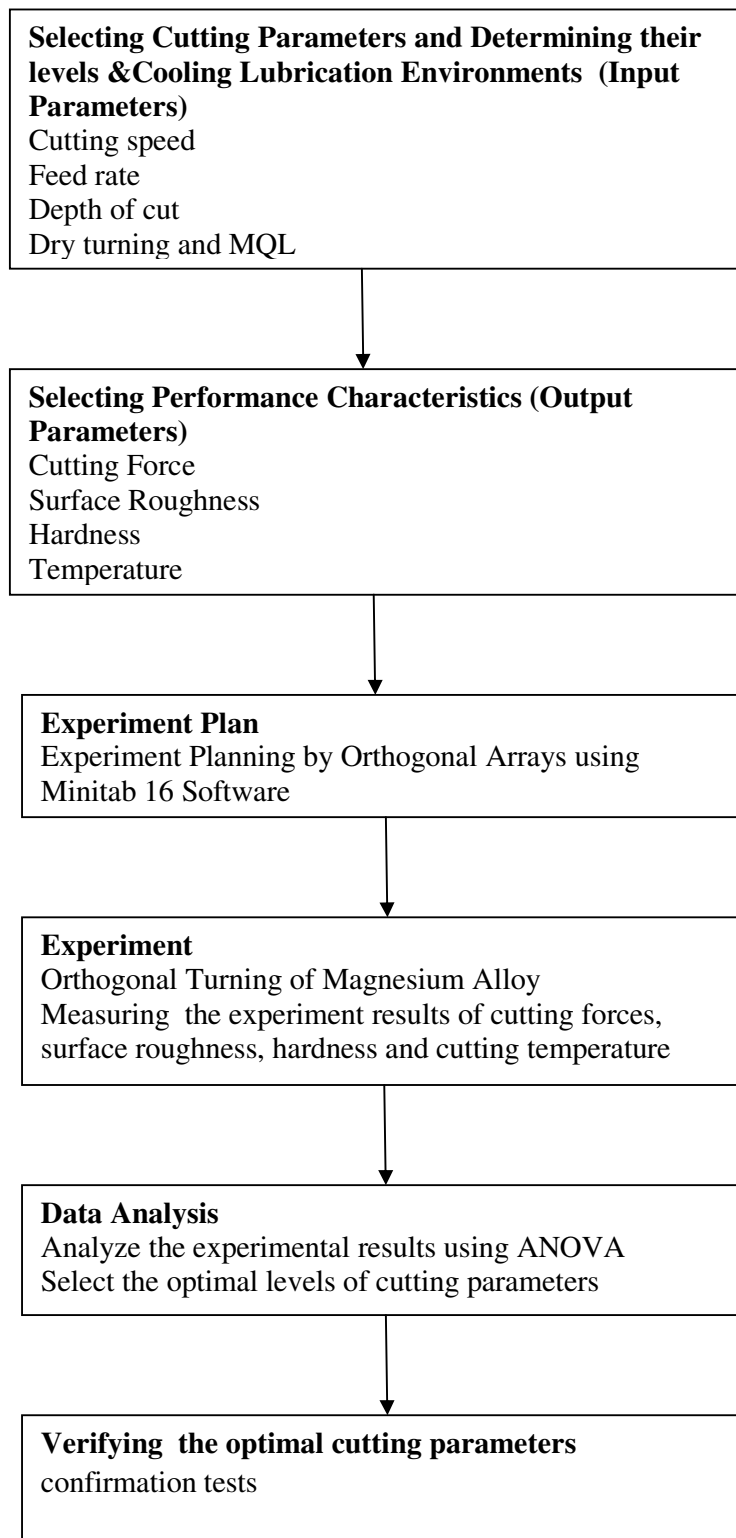 Selecting Cutting Parameters and Determining their
levels &Cooling Lubrication Environments (Input
Parameters)
Cutting speed
Feed rate
Depth of cut
Dry turning and MQL
Selecting Performance Characteristics (Output
Parameters)
Cutting Force
Surface Roughness
Hardness
Temperature
Experiment Plan
Experiment Planning by Orthogonal Arrays using
Minitab 16 Software
Experiment
Orthogonal Turning of Magnesium Alloy
Measuring the experiment results of cutting forces,
surface roughness, hardness and cutting temperature
Data Analysis
Analyze the experimental results using ANOVA
Select the optimal levels of cutting parameters
Verifying the optimal cutting parameters
confirmation tests